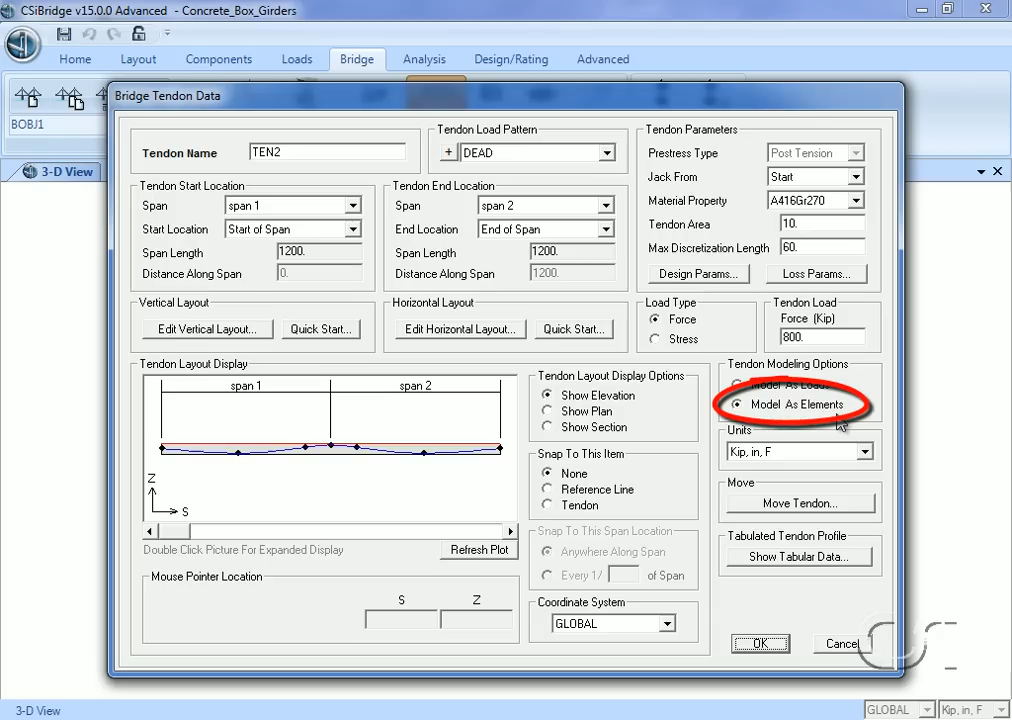 CSiBridge v15.0.0 Advanced - Concrete_Box_Girders
Home Layout Components Loads Bridge Analysis Design/Rating Advanced
BOBJ1
3-D View
Bridge Tendon Data
Tendon Name TEN2
Tendon Load Pattern
+ DEAD
Tendon Start Location
Span span 1
Start Location Start of Span
Span Length 1200.
Distance Along Span 0.
Tendon End Location
Span span 2
End Location End of Span
Span Length 1200.
Distance Along Span 1200.
Tendon Parameters
Prestress Type Post Tension
Jack From Start
Material Property A416Gr270
Tendon Area 10.
Max Discretization Length 60.
Design Params... Loss Params...
Vertical Layout
Edit Vertical Layout... Quick Start...
Horizontal Layout
Edit Horizontal Layout... Quick Start...
Load Type
Force
Stress
Tendon Load
Force (Kip)
800.
Tendon Layout Display
span 1 span 2
Z
S
Double Click Picture For Expanded Display Refresh Plot
Mouse Pointer Location
S Z
Tendon Layout Display Options
Show Elevation
Show Plan
Show Section
Snap To This Item
None
Reference Line
Tendon
Snap To This Span Location
Anywhere Along Span
Every 1/ of Span
Coordinate System
GLOBAL
Tendon Modeling Options
Model As Loads
Model As Elements
Units
Kip, in, F
Move
Move Tendon...
Tabulated Tendon Profile
Show Tabular Data...
OK Cancel
3-D View GLOBAL Kip, in, F